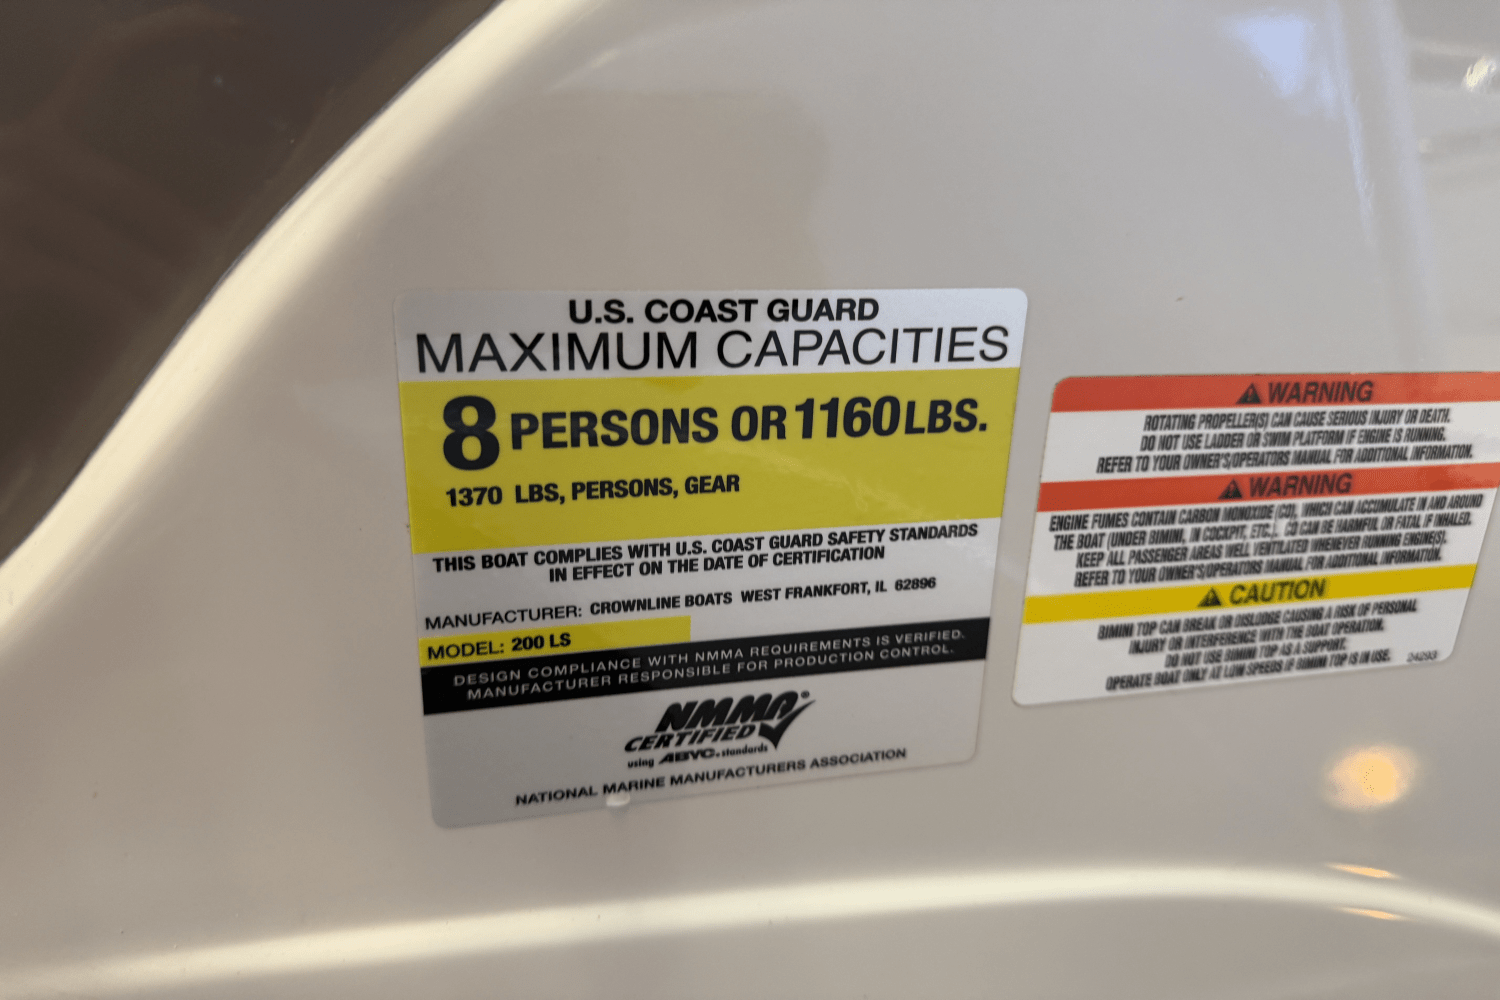 U.S. COAST GUARD
MAXIMUM CAPACITIES
8 PERSONS OR 1160 LBS.
1370 LBS, PERSONS, GEAR
THIS BOAT COMPLIES WITH U.S. COAST GUARD SAFETY STANDARDS
IN EFFECT ON THE DATE OF CERTIFICATION
MANUFACTURER: CROWNLINE BOATS WEST FRANKFORT, IL 62896
MODEL: 200 LS
DESIGN COMPLIANCE WITH NMMA REQUIREMENTS IS VERIFIED.
MANUFACTURER RESPONSIBLE FOR PRODUCTION CONTROL.
NMMA®
CERTIFIED
using ABYC. standards
NATIONAL MARINE MANUFACTURERS ASSOCIATION
WARNING
ROTATING PROPELLER(S) CAN CAUSE SERIOUS INJURY OR DEATH.
DO NOT USE LADDER OR SWIM PLATFORM IF ENGINE IS RUNNING.
REFER TO YOUR OWNER'S/OPERATORS MANUAL FOR ADDITIONAL INFORMATION.
WARNING
ENGINE FUMES CONTAIN CARBON MONOXIDE (CO), WHICH CAN ACCUMULATE IN AND AROUND
THE BOAT (UNDER BIMINI, IN COCKPIT, ETC.). CO CAN BE HARMFUL OR FATAL IF INHALED.
KEEP ALL PASSENGER AREAS WELL VENTILATED WHENEVER RUNNING ENGINE(S).
REFER TO YOUR OWNER'S/OPERATORS MANUAL FOR ADDITIONAL INFORMATION.
CAUTION
BIMINI TOP CAN BREAK OR DISLODGE CAUSING A RISK OF PERSONAL
INJURY OR INTERFERENCE WITH THE BOAT OPERATION.
DO NOT USE BIMINI TOP AS A SUPPORT.
OPERATE BOAT ONLY AT LOW SPEEDS IF BIMINI TOP IS IN USE.